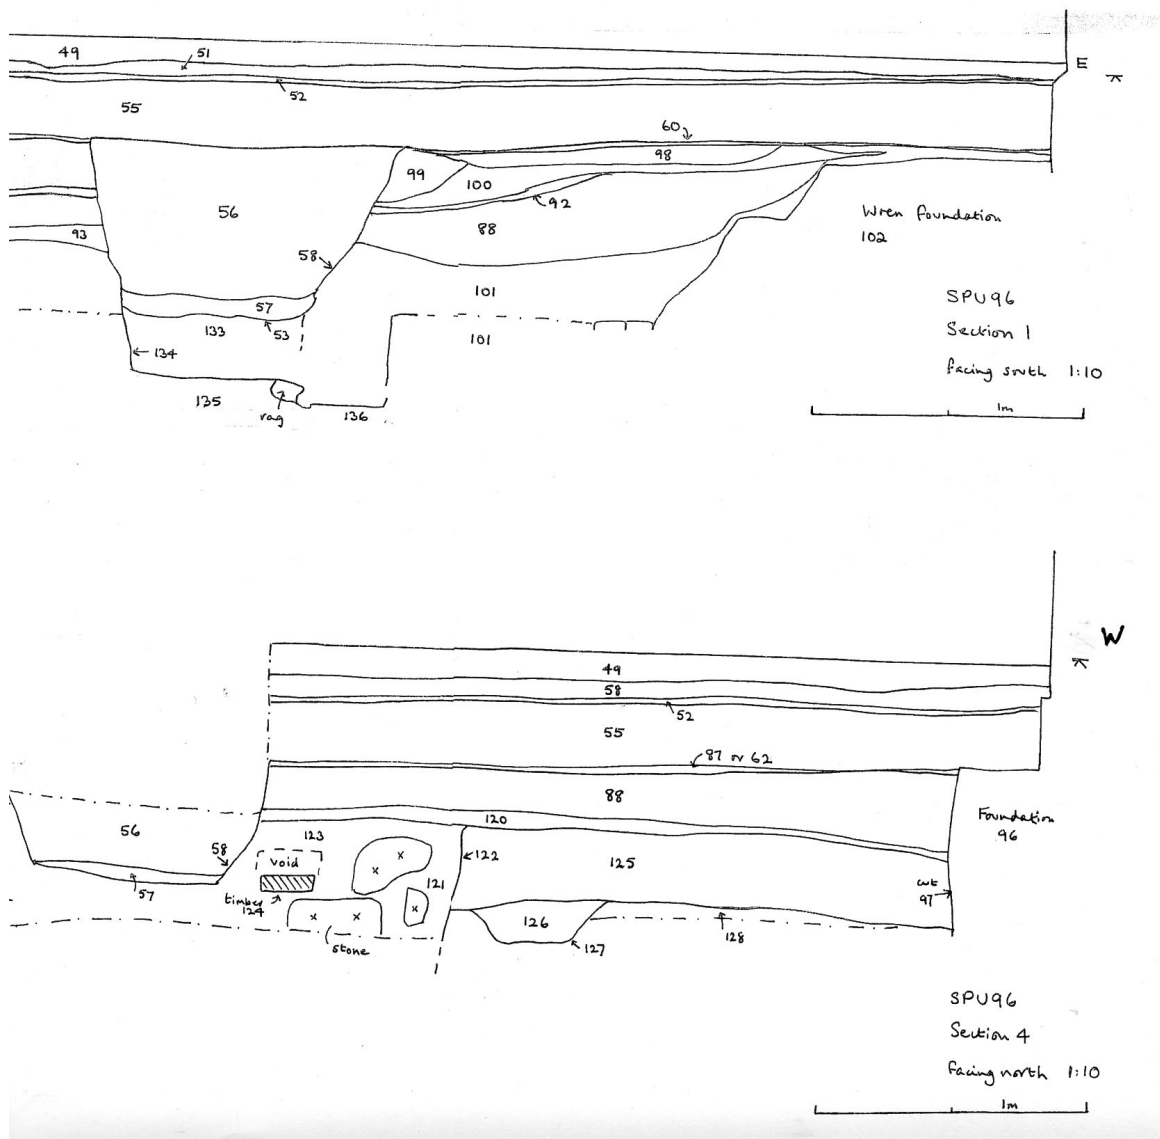 49
51
E
52
55
60
98
99
100
92
56
88
93
58
Wren foundation
102
57
101
SPU96
133
53
101
Section 1
134
facing south 1:10
135
rag
136
1m
W
49
58
52
55
87 or 62
88
120
Foundation
96
56
123
58
void
122
125
121
cut
97
57
timber
124
126
128
127
stone
SPU96
Section 4
facing north 1:10
1m